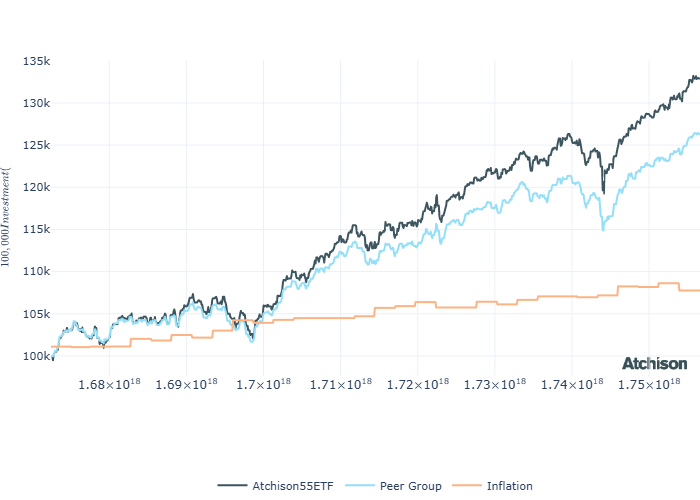 135k
130k
125k
120k
115k
110k
105k
100k
100, 000Investment(
1.68×10¹⁸
1.69×10¹⁸
1.7×10¹⁸
1.71×10¹⁸
1.72×10¹⁸
1.73×10¹⁸
1.74×10¹⁸
1.75×10¹⁸
Atchison
Atchison55ETF
Peer Group
Inflation